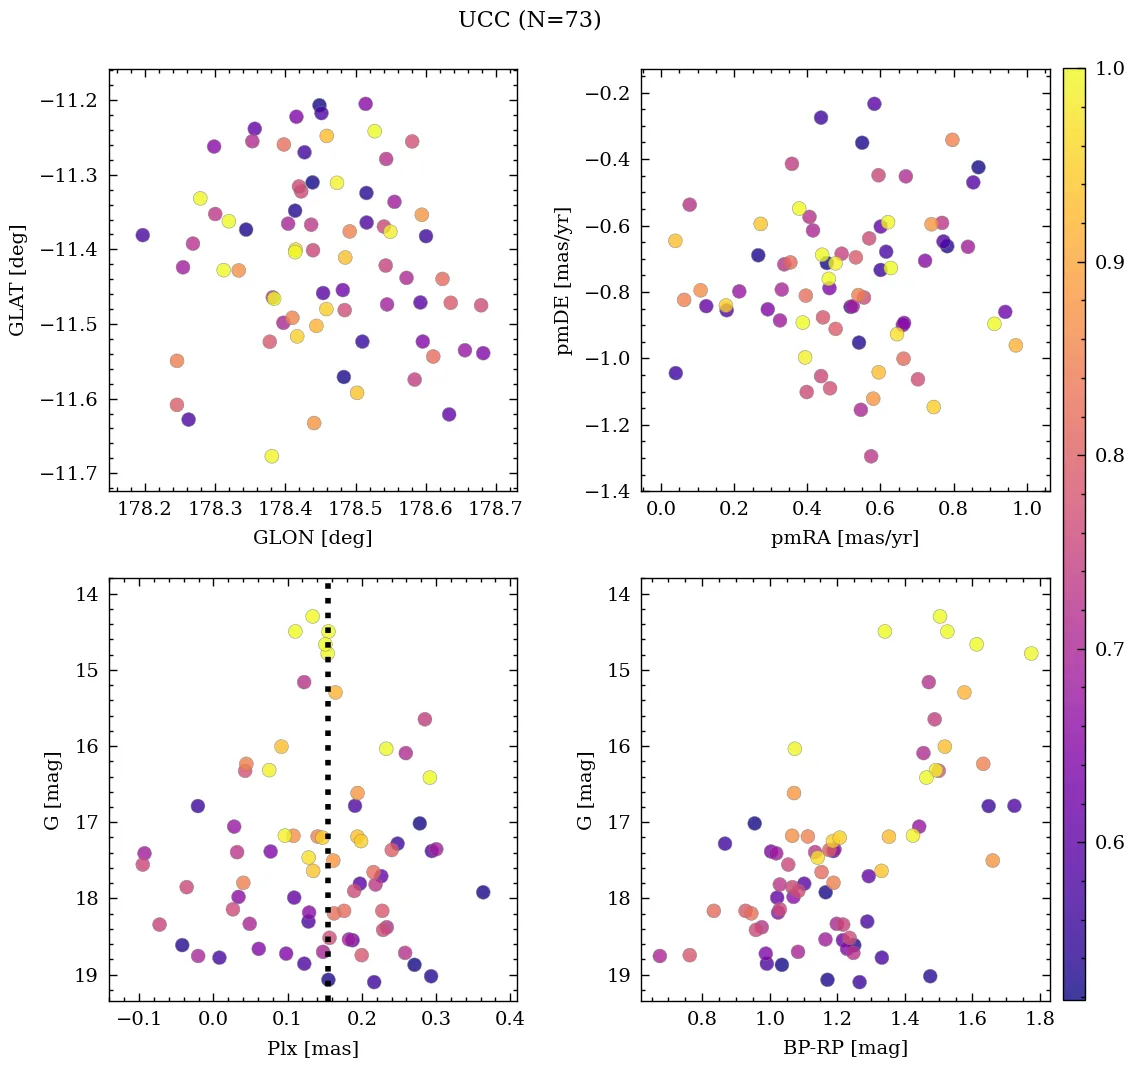 UCC (N=73)
−11.2
−11.3
−11.4
−11.5
−11.6
−11.7
GLAT [deg]
178.2 178.3 178.4 178.5 178.6 178.7
GLON [deg]
−0.2
−0.4
−0.6
−0.8
−1.0
−1.2
−1.4
pmDE [mas/yr]
0.0 0.2 0.4 0.6 0.8 1.0
pmRA [mas/yr]
14
15
16
17
18
19
G [mag]
−0.1 0.0 0.1 0.2 0.3 0.4
Plx [mas]
14
15
16
17
18
19
G [mag]
0.8 1.0 1.2 1.4 1.6 1.8
BP-RP [mag]
1.0
0.9
0.8
0.7
0.6